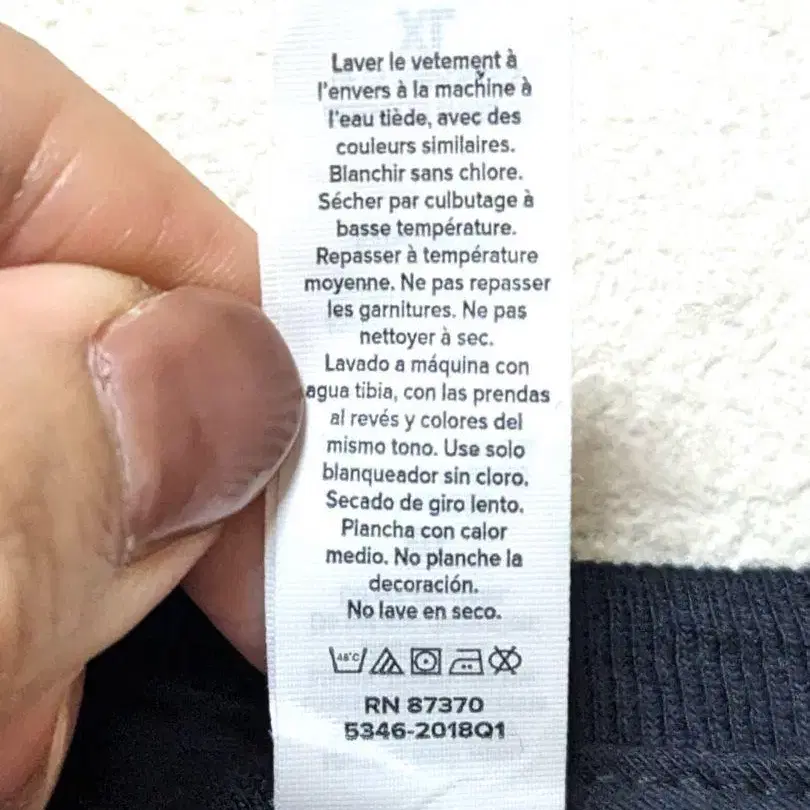 Laver le vetement à
l'envers à la machine à
l'eau tiède, avec des
couleurs similaires.
Blanchir sans chlore.
Sécher par culbutage à
basse température.
Repasser à température
moyenne. Ne pas repasser
les garnitures. Ne pas
nettoyer à sec.
Lavado a máquina con
agua tibia, con las prendas
al revés y colores del
mismo tono. Use solo
blanqueador sin cloro.
Secado de giro lento.
Plancha con calor
medio. No planche la
decoración.
No lave en seco.
RN 87370
5346-2018Q1